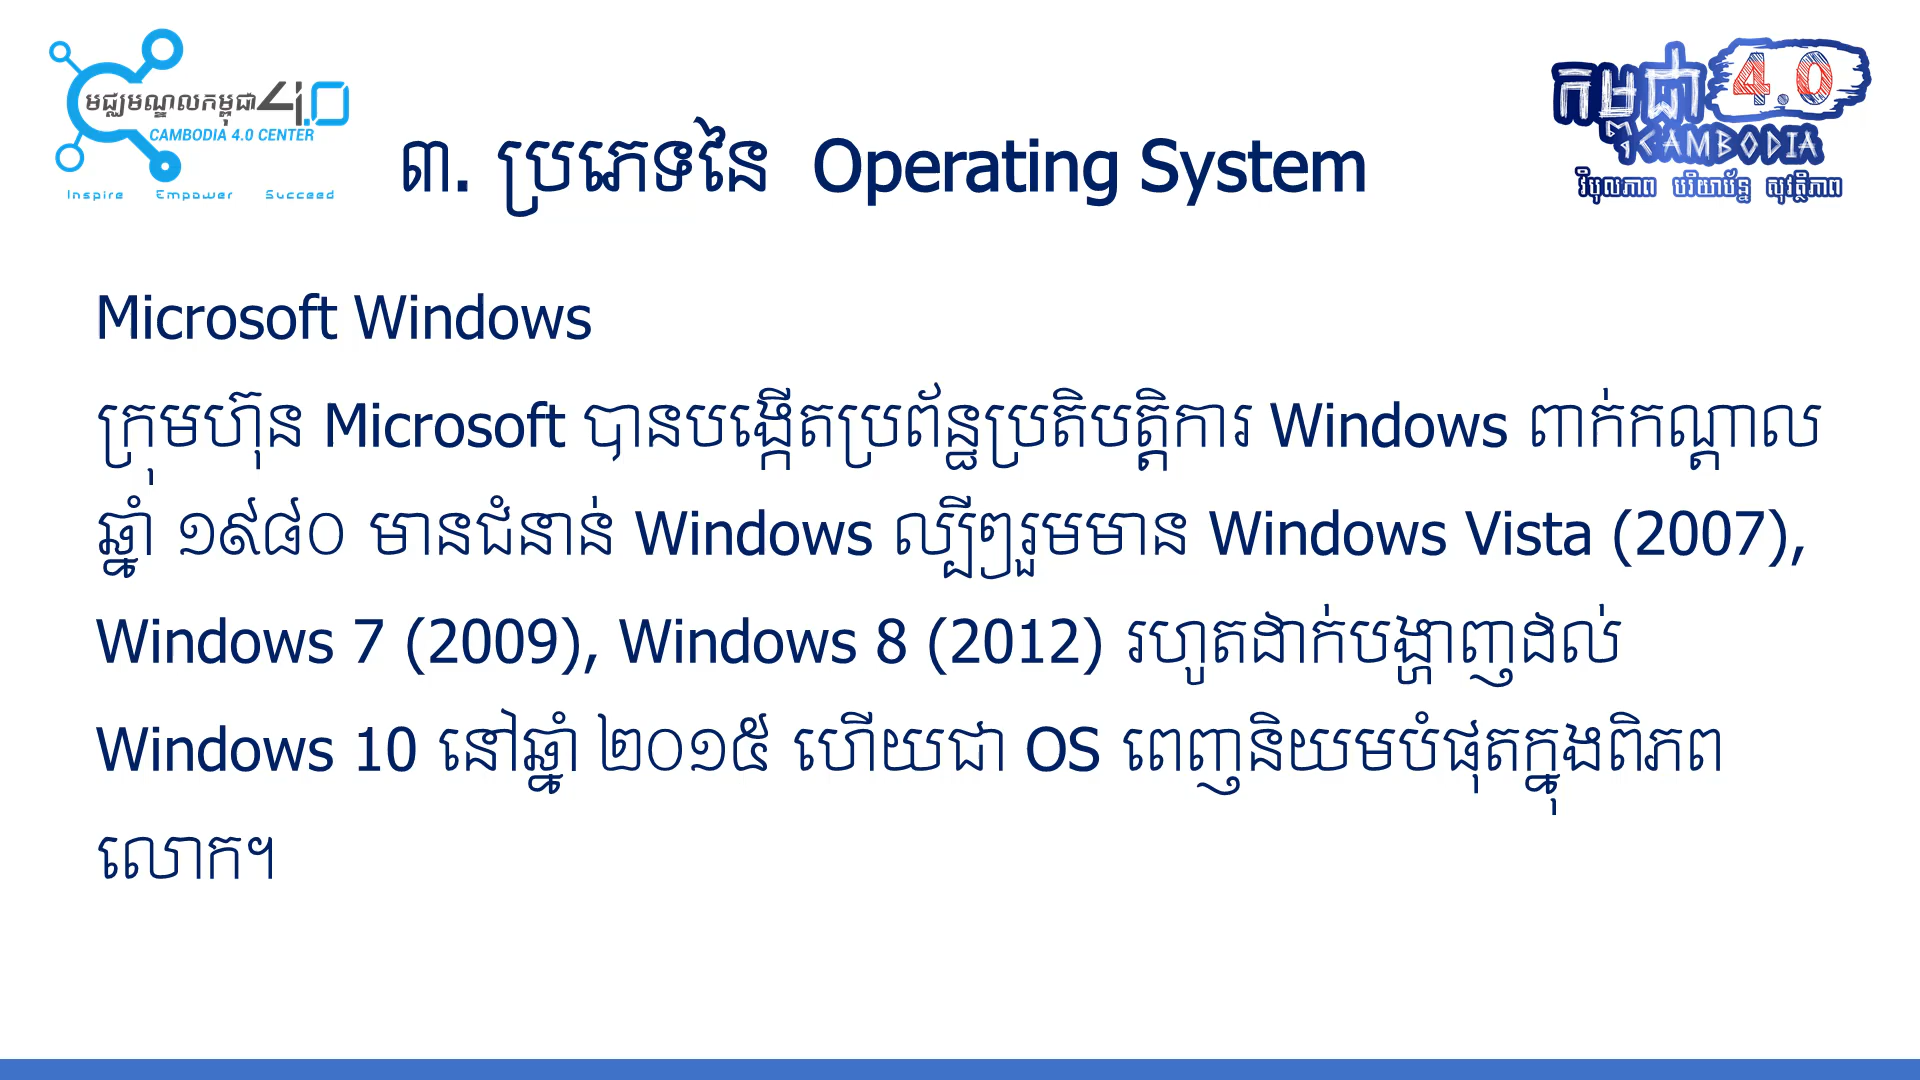 មជ្ឈមណ្ឌលកម្ពុជា 4.0
CAMBODIA 4.0 CENTER
Inspire Empower Succeed
កម្ពុជា 4.0
CAMBODIA
វិបុលភាព បរិយាប័ន្ន សុវត្ថិភាព
៣. ប្រភេទនៃ Operating System
Microsoft Windows
ក្រុមហ៊ុន Microsoft បានបង្កើតប្រព័ន្ធប្រតិបត្តិការ Windows ពាក់កណ្ដាល
ឆ្នាំ ១៩៨០ មានជំនាន់ Windows ល្បីៗរួមមាន Windows Vista (2007),
Windows 7 (2009), Windows 8 (2012) រហូតដាក់បង្ហាញដល់
Windows 10 នៅឆ្នាំ ២០១៥ ហើយជា OS ពេញនិយមបំផុតក្នុងពិភព
លោក។